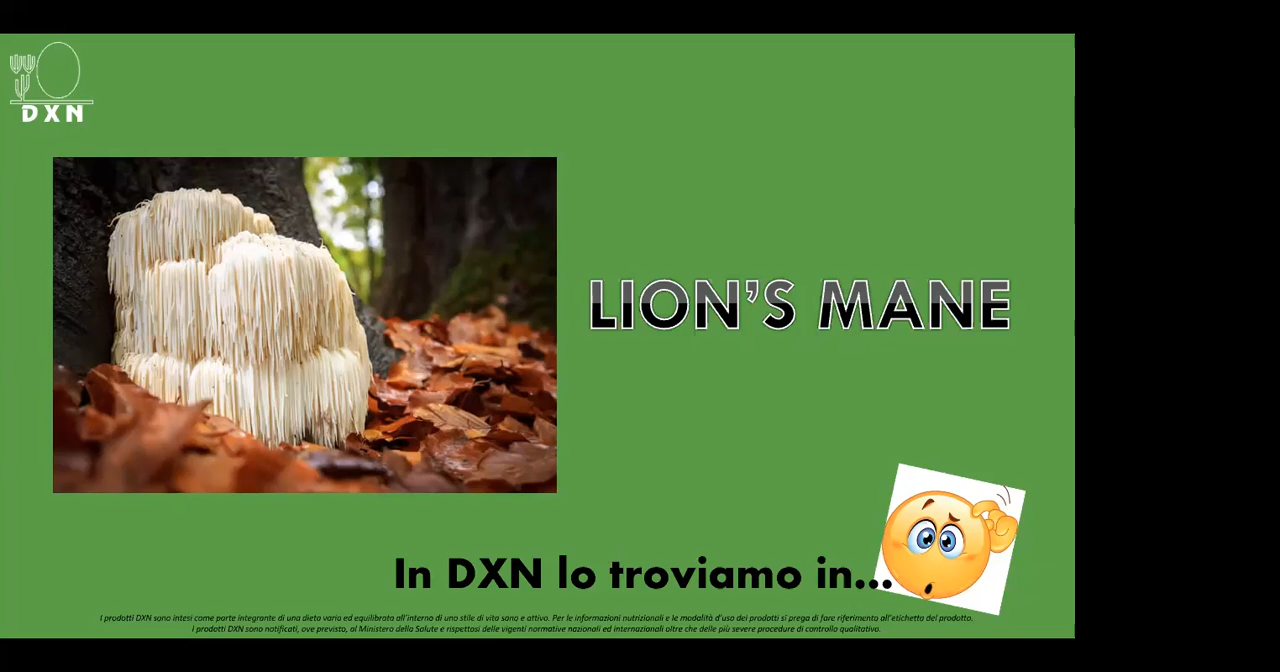 DXN
LION'S MANE
In DXN lo troviamo in...
I prodotti DXN sono intesi come parte integrante di una dieta varia ed equilibrata all'interno di uno stile di vita sano e attivo. Per le informazioni nutrizionali e le modalità d'uso dei prodotti si prega di fare riferimento all'etichetta del prodotto.
I prodotti DXN sono notificati, ove previsto, al Ministero della Salute e rispettosi delle vigenti normative nazionali ed internazionali oltre che delle più severe procedure di controllo qualitativo.